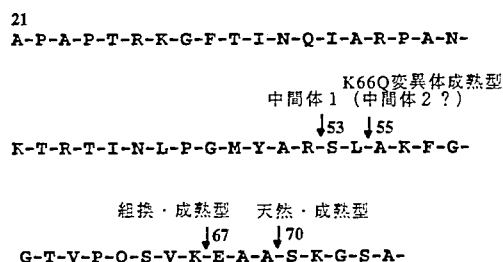 21
A-P-A-P-T-R-K-G-F-T-I-N-Q-I-A-R-P-A-N-
K66Q変異体成熟型
中間体1 (中間体2?)
↓53 ↓55
K-T-R-T-I-N-L-P-G-M-Y-A-R-S-L-A-K-F-G-
組換・成熟型 天然・成熟型
↓67 ↓70
G-T-V-P-Q-S-V-K-E-A-A-S-K-G-S-A-